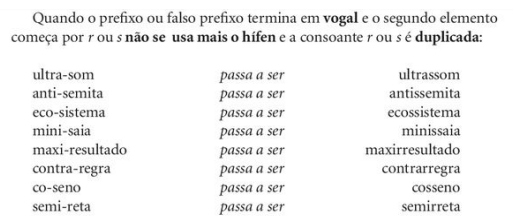 Quando o prefixo ou falso prefixo termina em vogal e o segundo elemento
começa por r ou s não se usa mais o hífen e a consoante r ou s é duplicada:
ultra-som passa a ser ultrassom
anti-semita passa a ser antissemita
eco-sistema passa a ser ecossistema
mini-saia passa a ser minissaia
maxi-resultado passa a ser maxirresultado
contra-regra passa a ser contrarregra
co-seno passa a ser cosseno
semi-reta passa a ser semirreta